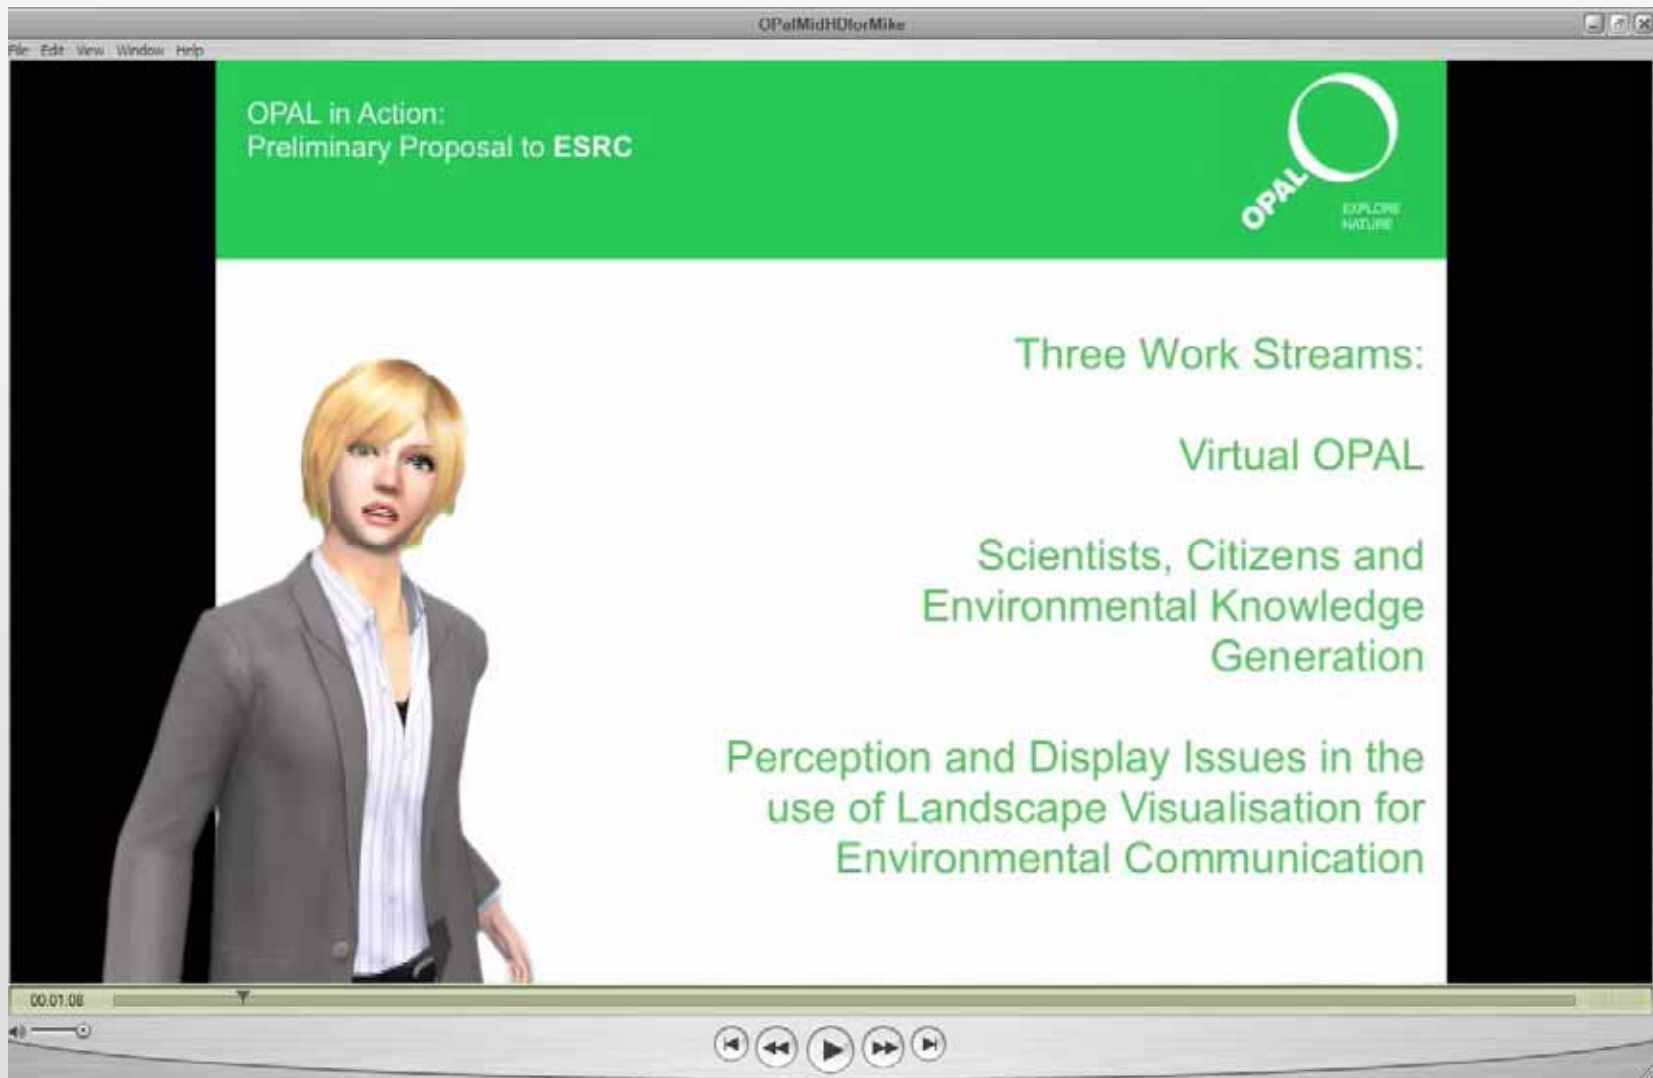 OPalMidHDforMike
File Edit View Window Help
OPAL in Action:
Preliminary Proposal to ESRC
OPAL
EXPLORE
NATURE
Three Work Streams:
Virtual OPAL
Scientists, Citizens and
Environmental Knowledge
Generation
Perception and Display Issues in the
use of Landscape Visualisation for
Environmental Communication
00:01:08